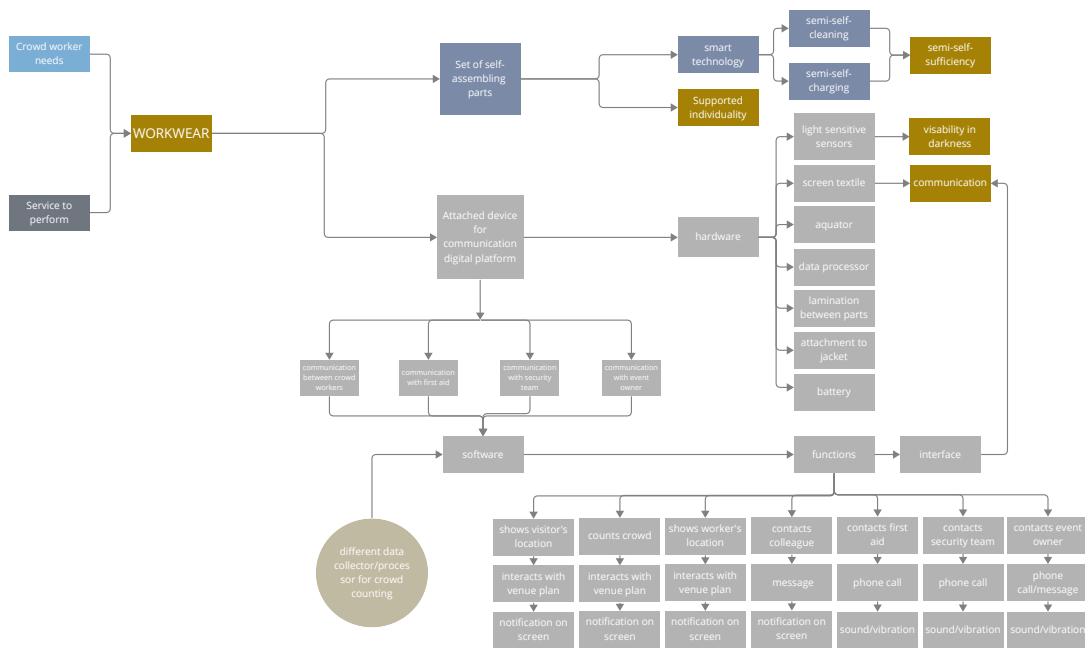 Crowd worker
needs
Service to
perform
WORKWEAR
Set of self-
assembling
parts
smart
technology
Supported
individuality
semi-self-
cleaning
semi-self-
charging
semi-self-
sufficiency
Attached device
for
communication
digital platform
hardware
light sensitive
sensors
visability in
darkness
screen textile
communication
aquator
data processor
lamination
between parts
attachment to
jacket
battery
communication
between crowd
workers
communication
with first aid
communication
with security
team
communication
with event
owner
software
functions
interface
different data
collector/proces
sor for crowd
counting
shows visitor's
location
counts crowd
shows worker's
location
contacts
colleague
contacts first
aid
contacts
security team
contacts event
owner
interacts with
venue plan
interacts with
venue plan
interacts with
venue plan
message
phone call
phone call
phone
call/message
notification on
screen
notification on
screen
notification on
screen
notification on
screen
sound/vibration
sound/vibration
sound/vibration